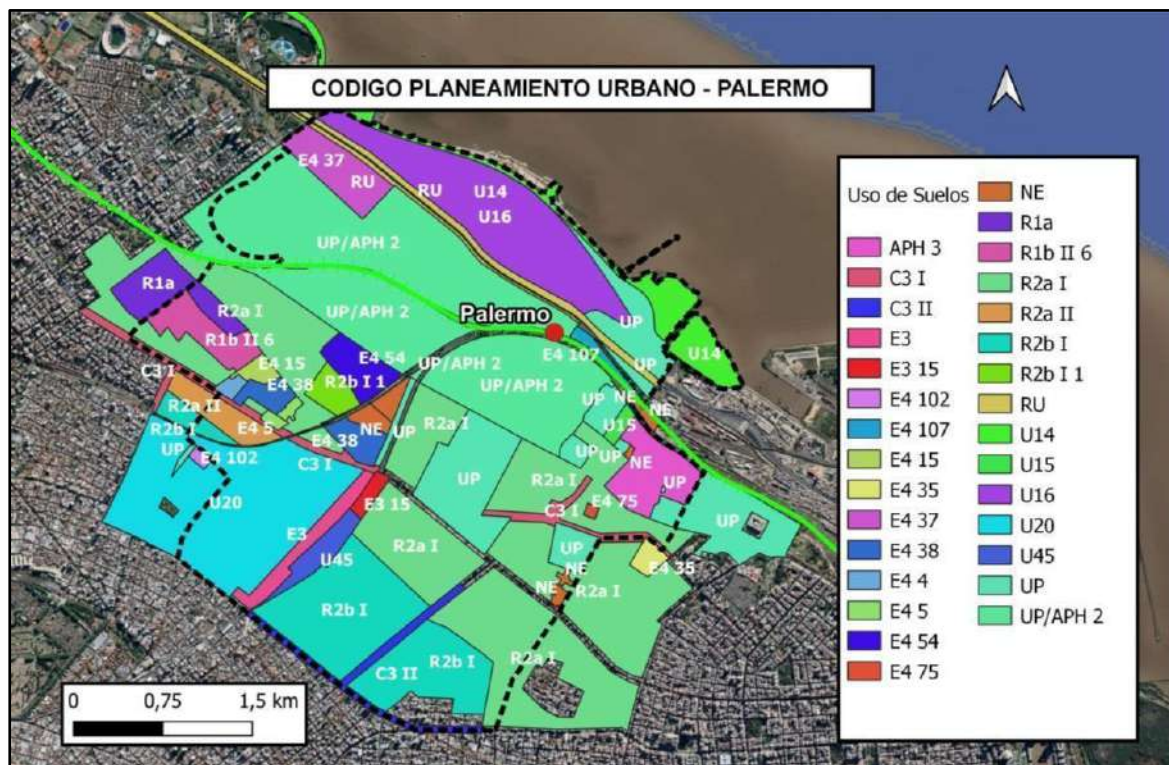 CODIGO PLANEAMIENTO URBANO - PALERMO
E4 37
RU
RU
U14
U16
UP/APH 2
R1a
R2a I
R1b II 6
UP/APH 2
Palermo
UP
U14
E4 15
E4 54
UP/APH 2
E4 107
UP
C3 I
E4 38
R2b I 1
UP/APH 2
UP
NE
R2a II
R2b I
E4 5
E4 38
NE
UP
R2a I
U15
NE
UP
UP
UP
E4 102
C3 I
NE
UP
R2a I
UP
UP
U20
E3 15
C3 I
E4 75
UP
E3
R2a I
UP
E4 35
U45
NE
NE
R2a I
R2b I
R2b I
R2a I
C3 II
0 0,75 1,5 km
Uso de Suelos
APH 3
C3 I
C3 II
E3
E3 15
E4 102
E4 107
E4 15
E4 35
E4 37
E4 38
E4 4
E4 5
E4 54
E4 75
NE
R1a
R1b II 6
R2a I
R2a II
R2b I
R2b I 1
RU
U14
U15
U16
U20
U45
UP
UP/APH 2